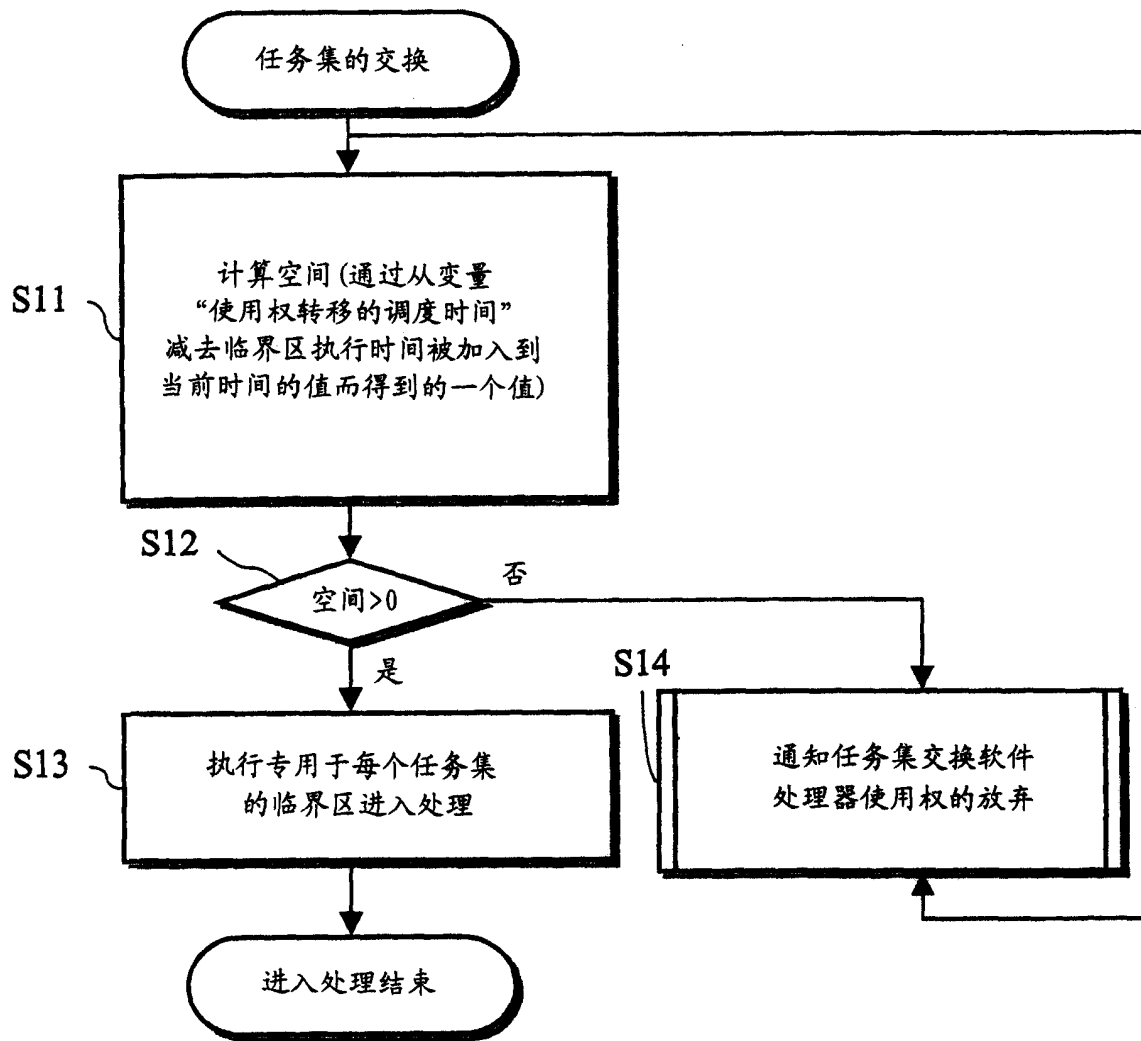 任务集的交换
S11
计算空间(通过从变量
“使用权转移的调度时间”
减去临界区执行时间被加入到
当前时间的值而得到的一个值)
S12
空间>0
否
是
S13
执行专用于每个任务集
的临界区进入处理
S14
通知任务集交换软件
处理器使用权的放弃
进入处理结束